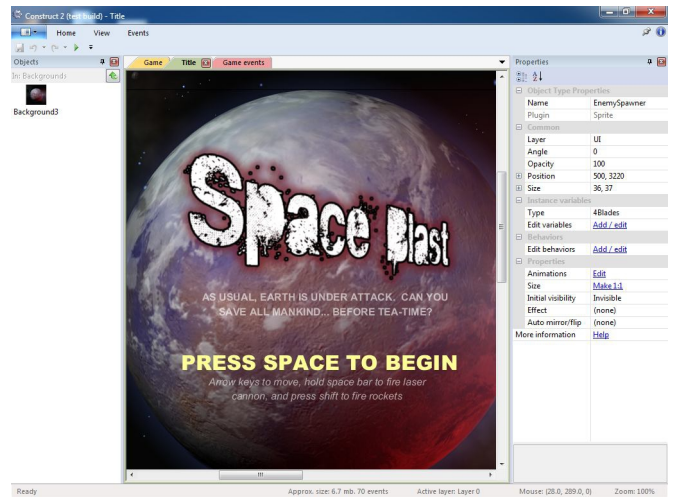 Construct 2 (test build) - Title
Home View Events
Objects
In: Backgrounds
Background3
Game Title Game events
Space Blast
AS USUAL, EARTH IS UNDER ATTACK. CAN YOU
SAVE ALL MANKIND... BEFORE TEA-TIME?
PRESS SPACE TO BEGIN
Arrow keys to move, hold space bar to fire laser
cannon, and press shift to fire rockets
Properties
Object Type Properties
Name EnemySpawner
Plugin Sprite
Common
Layer UI
Angle 0
Opacity 100
Position 500, 3220
Size 36, 37
Instance variables
Type 4Blades
Edit variables Add / edit
Behaviors
Edit behaviors Add / edit
Properties
Animations Edit
Size Make 1:1
Initial visibility Invisible
Effect (none)
Auto mirror/flip (none)
More information Help
Ready Approx. size: 6.7 mb. 70 events Active layer: Layer 0 Mouse: (28.0, 289.0, 0) Zoom: 100%